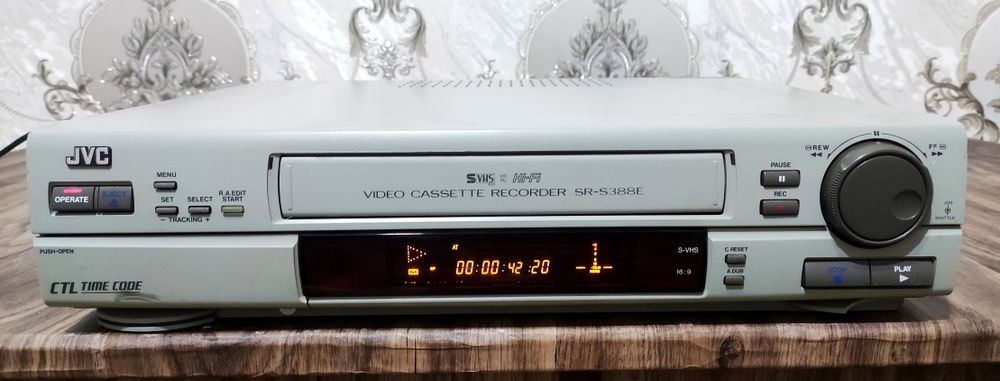 JVC
OPERATE
EJECT
MENU
SET
SELECT
R.A.EDIT
START
– TRACKING +
S VHS Hi-Fi
VIDEO CASSETTE RECORDER SR-S388E
PAUSE
REC
REW
FF
JOG
SHUTTLE
PUSH-OPEN
CTL TIME CODE
00:00:42:20
S-VHS
16:9
C.RESET
A.DUB
STOP
PLAY